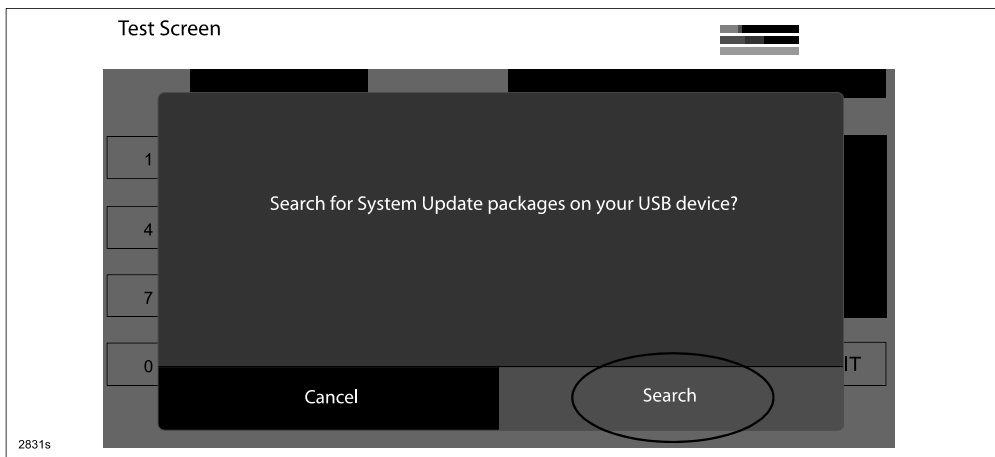 Test Screen
1
Search for System Update packages on your USB device?
4
7
0
IT
Cancel
Search
2831s